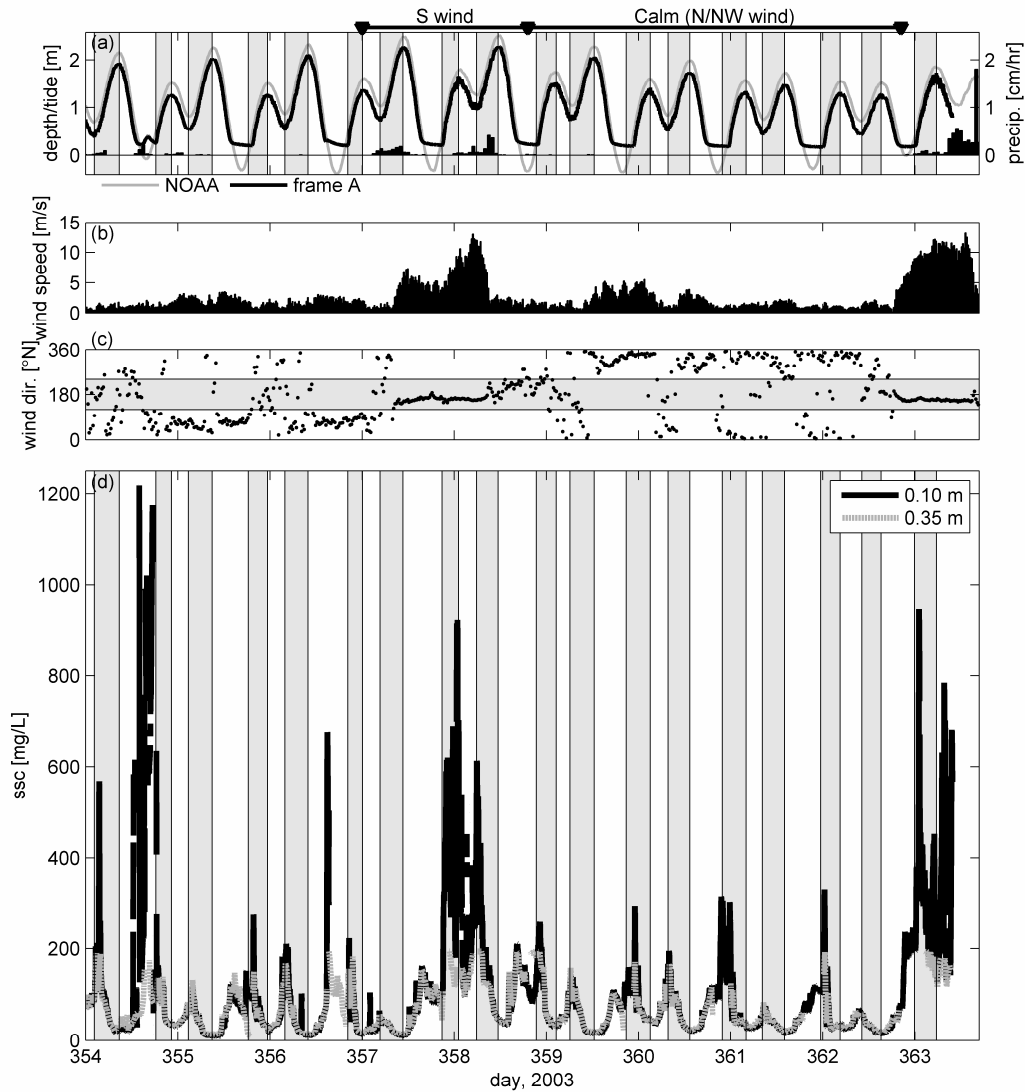 S wind
Calm (N/NW wind)
(a)
depth/tide [m]
2
1
0
2
1
0
precip. [cm/hr]
NOAA
frame A
(b)
wind speed [m/s]
15
10
5
0
(c)
wind dir. [°N]
360
180
0
(d)
0.10 m
0.35 m
ssc [mg/L]
1200
1000
800
600
400
200
0
354 355 356 357 358 359 360 361 362 363
day, 2003